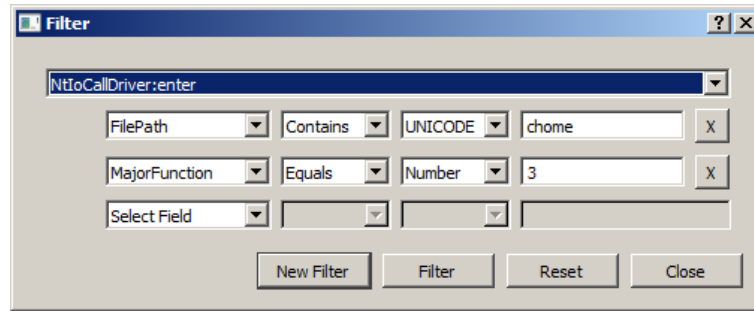 Filter
NtIoCallDriver:enter
FilePath Contains UNICODE chome X
MajorFunction Equals Number 3 X
Select Field
New Filter Filter Reset Close